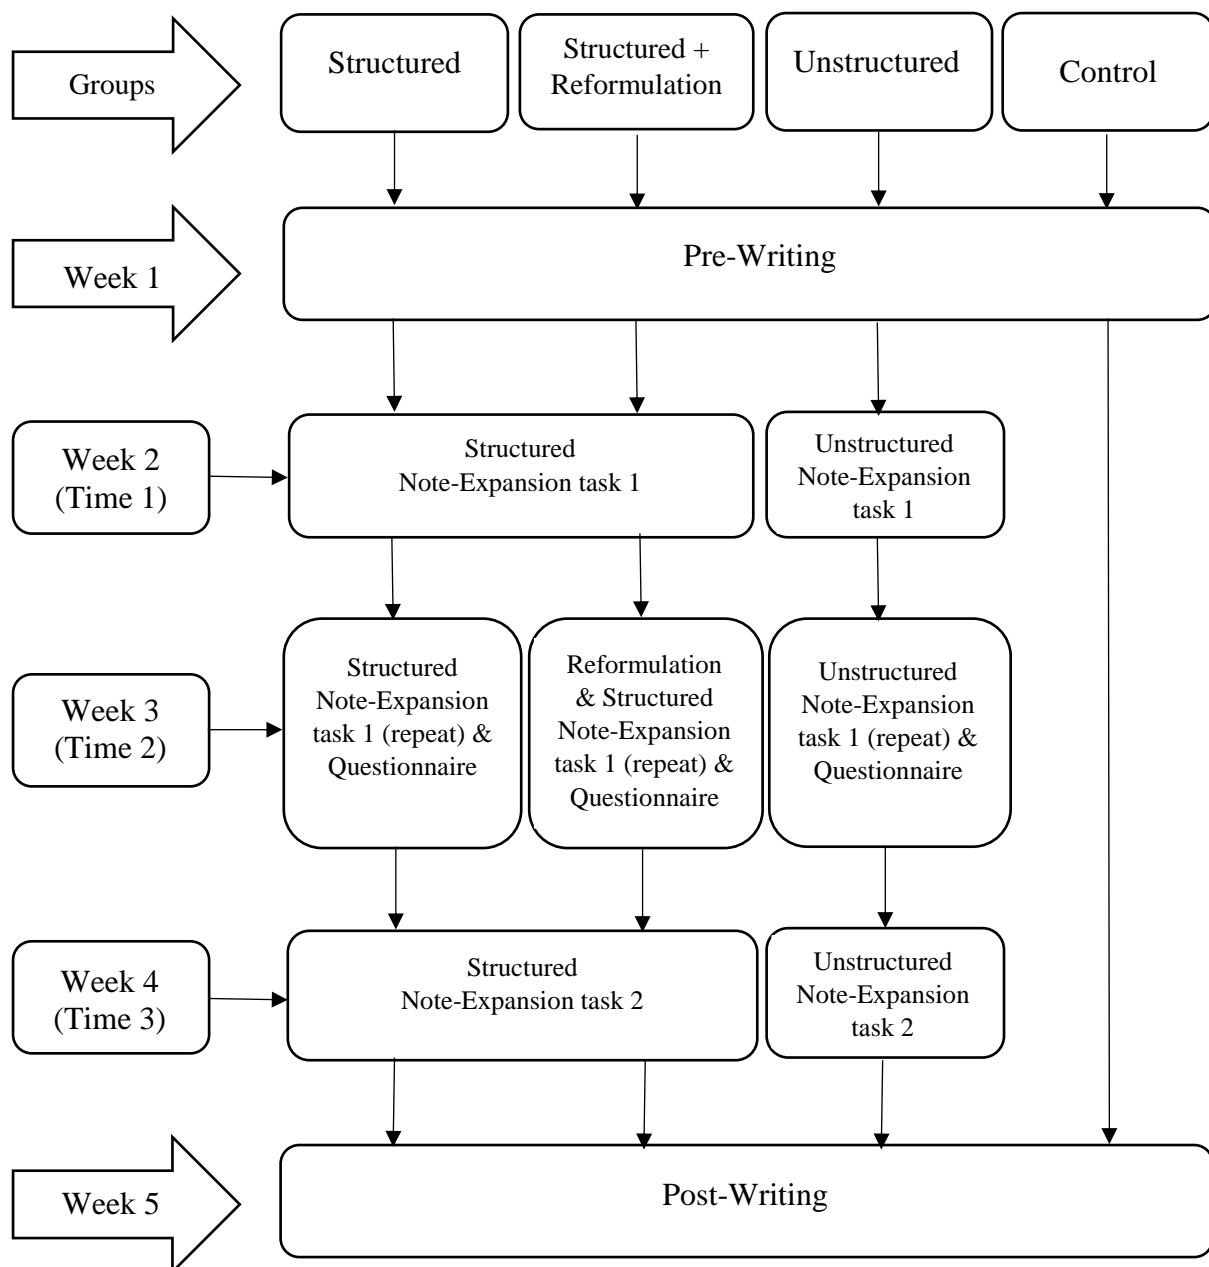 Groups
Structured
Structured +
Reformulation
Unstructured
Control
Week 1
Pre-Writing
Week 2
(Time 1)
Structured
Note-Expansion task 1
Unstructured
Note-Expansion
task 1
Week 3
(Time 2)
Structured
Note-Expansion
task 1 (repeat) &
Questionnaire
Reformulation
& Structured
Note-Expansion
task 1 (repeat) &
Questionnaire
Unstructured
Note-Expansion
task 1 (repeat) &
Questionnaire
Week 4
(Time 3)
Structured
Note-Expansion task 2
Unstructured
Note-Expansion
task 2
Week 5
Post-Writing